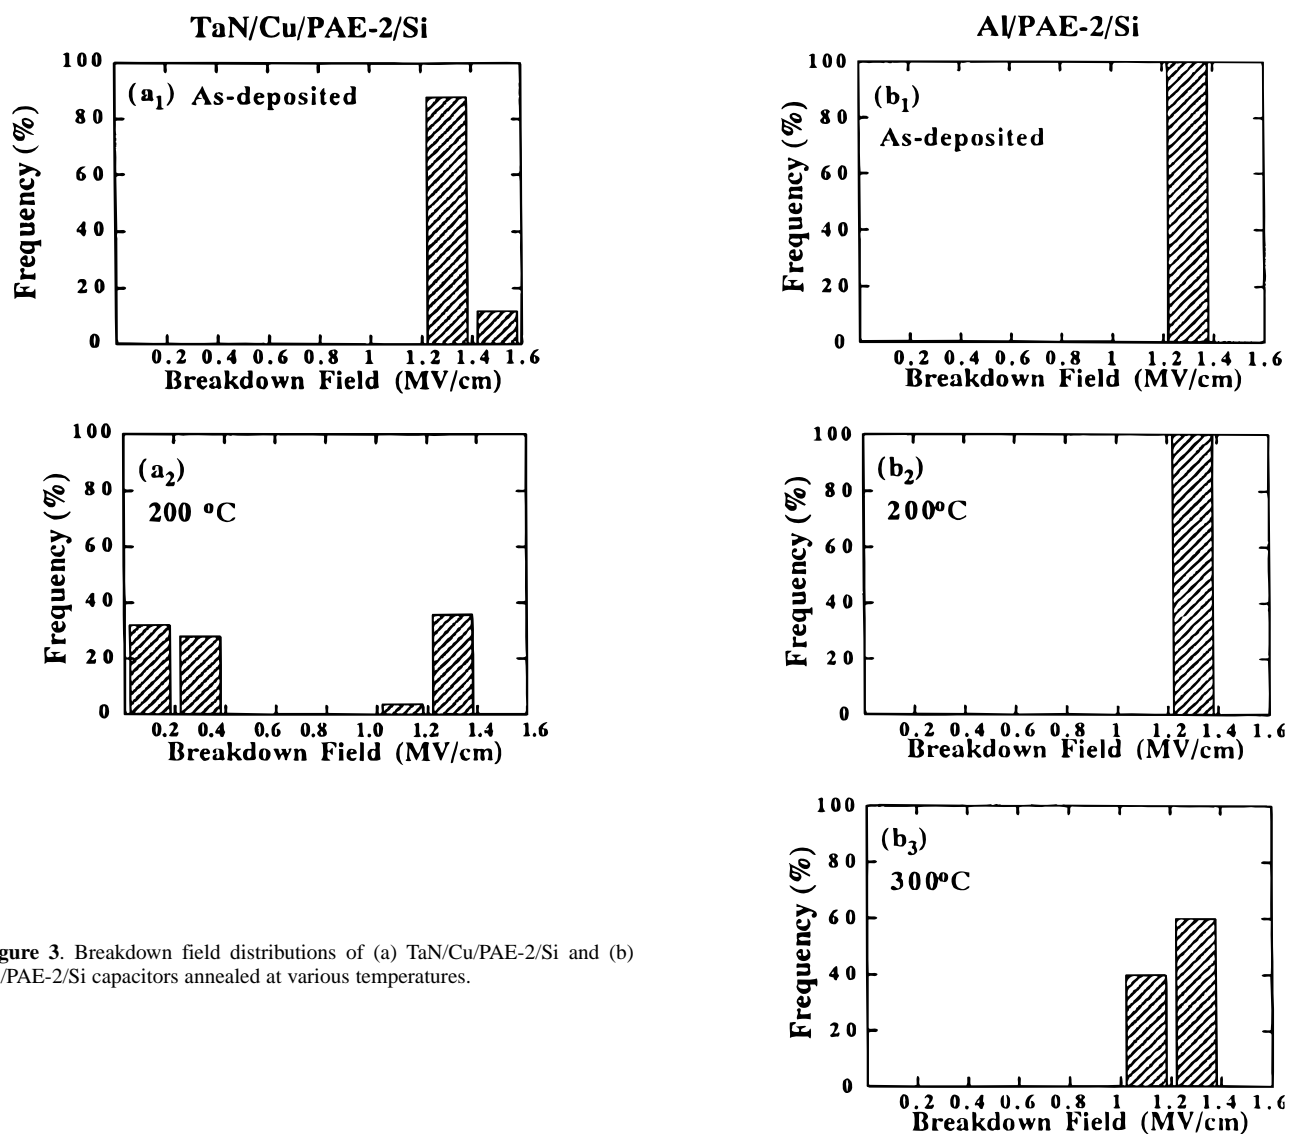 TaN/Cu/PAE-2/Si
100
80
60
40
20
0
Frequency (%)
(a1) As-deposited
0.2 0.4 0.6 0.8 1 1.2 1.4 1.6
Breakdown Field (MV/cm)
100
80
60
40
20
0
Frequency (%)
(a2)
200 ºC
0.2 0.4 0.6 0.8 1.0 1.2 1.4 1.6
Breakdown Field (MV/cm)
gure 3. Breakdown field distributions of (a) TaN/Cu/PAE-2/Si and (b)
/PAE-2/Si capacitors annealed at various temperatures.
Al/PAE-2/Si
100
80
60
40
20
0
Frequency (%)
(b1)
As-deposited
0.2 0.4 0.6 0.8 1 1.2 1.4 1.6
Breakdown Field (MV/cm)
100
80
60
40
20
0
Frequency (%)
(b2)
200ºC
0.2 0.4 0.6 0.8 1 1.2 1.4 1.6
Breakdown Field (MV/cm)
100
80
60
40
20
0
Frequency (%)
(b3)
300ºC
0.2 0.4 0.6 0.8 1 1.2 1.4 1.6
Breakdown Field (MV/cm)